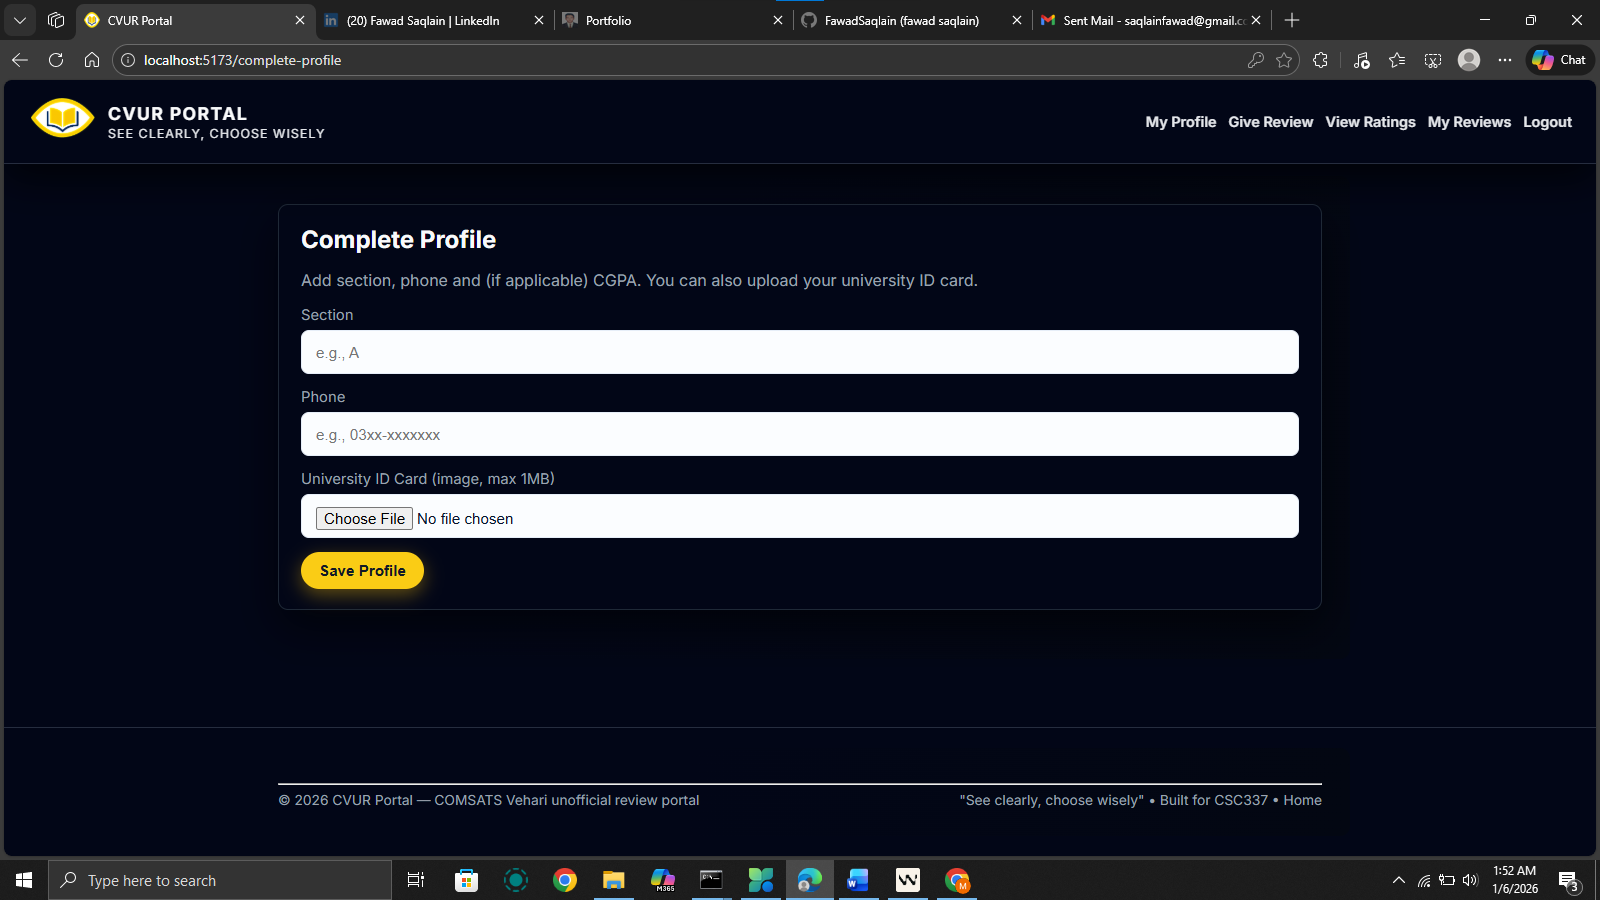 CVUR Portal
(20) Fawad Saqlain | LinkedIn
Portfolio
FawadSaqlain (fawad saqlain)
Sent Mail - saqlainfawad@gmail.c
localhost:5173/complete-profile
Chat
CVUR PORTAL
SEE CLEARLY, CHOOSE WISELY
My Profile Give Review View Ratings My Reviews Logout
Complete Profile
Add section, phone and (if applicable) CGPA. You can also upload your university ID card.
Section
e.g., A
Phone
e.g., 03xx-xxxxxxx
University ID Card (image, max 1MB)
Choose File No file chosen
Save Profile
© 2026 CVUR Portal — COMSATS Vehari unofficial review portal
"See clearly, choose wisely" • Built for CSC337 • Home
Type here to search
M365
M
1:52 AM
1/6/2026
3